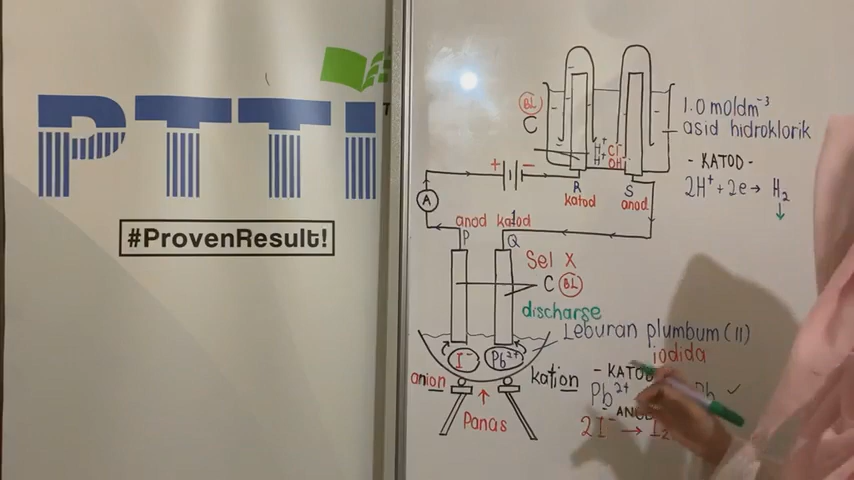 PTTI
#ProvenResult!
BL
C
1.0 moldm⁻³
asid hidroklorik
- KATOD -
2H⁺ + 2e → H₂
H⁺ Cl⁻
H⁺ OH⁻
+ -
R S
katod anod
A
anod katod
P Q
Sel X
C BL
discharge
Leburan plumbum (II)
iodida
I⁻ Pb²⁺
anion kation
Panas
- KATOD
Pb²⁺ Pb ✓
- ANOD
2I⁻ → I₂